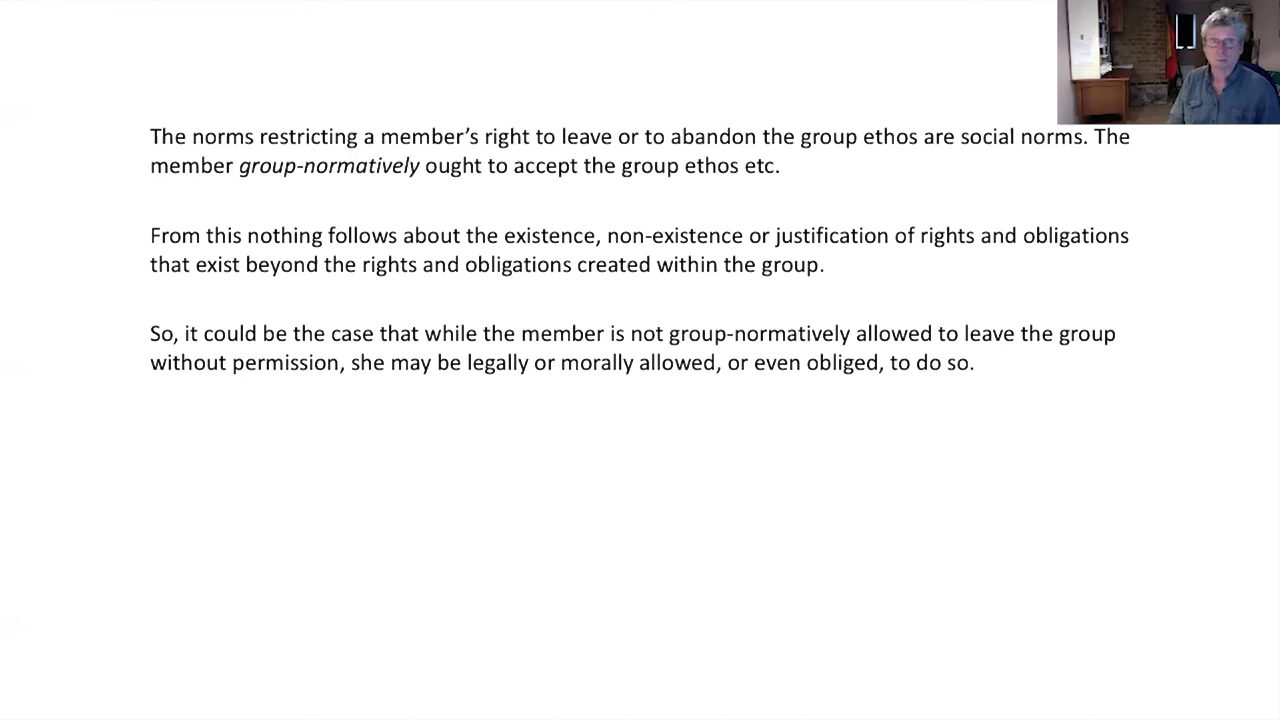 The norms restricting a member’s right to leave or to abandon the group ethos are social norms. The
member group-normatively ought to accept the group ethos etc.
From this nothing follows about the existence, non-existence or justification of rights and obligations
that exist beyond the rights and obligations created within the group.
So, it could be the case that while the member is not group-normatively allowed to leave the group
without permission, she may be legally or morally allowed, or even obliged, to do so.